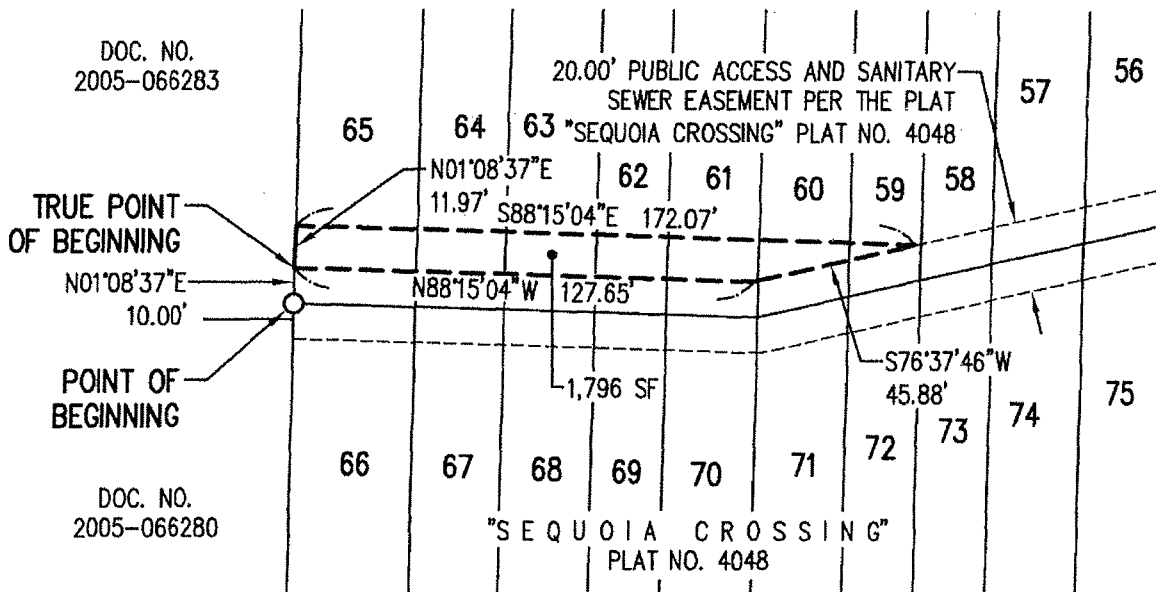 DOC. NO.
2005-066283
65
64
63
62
61
60
59
58
57
56
20.00' PUBLIC ACCESS AND SANITARY
SEWER EASEMENT PER THE PLAT
"SEQUOIA CROSSING" PLAT NO. 4048
N01°08'37"E
11.97'
S88°15'04"E 172.07'
TRUE POINT
OF BEGINNING
N01°08'37"E
10.00'
N88°15'04"W 127.65'
POINT OF
BEGINNING
1,796 SF
S76°37'46"W
45.88'
66
67
68
69
70
71
72
73
74
75
DOC. NO.
2005-066280
"SEQUOIA CROSSING"
PLAT NO. 4048